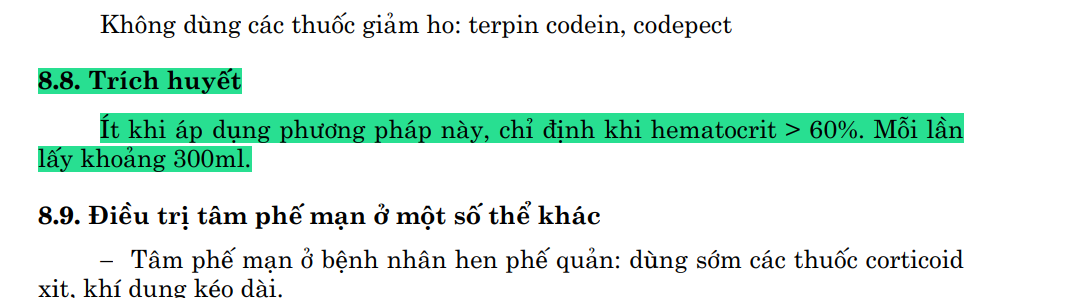 Không dùng các thuốc giảm ho: terpin codein, codepect
8.8. Trích huyết
Ít khi áp dụng phương pháp này, chỉ định khi hematocrit > 60%. Mỗi lần
lấy khoảng 300ml.
8.9. Điều trị tâm phế mạn ở một số thể khác
– Tâm phế mạn ở bệnh nhân hen phế quản: dùng sớm các thuốc corticoid
xịt, khí dung kéo dài.